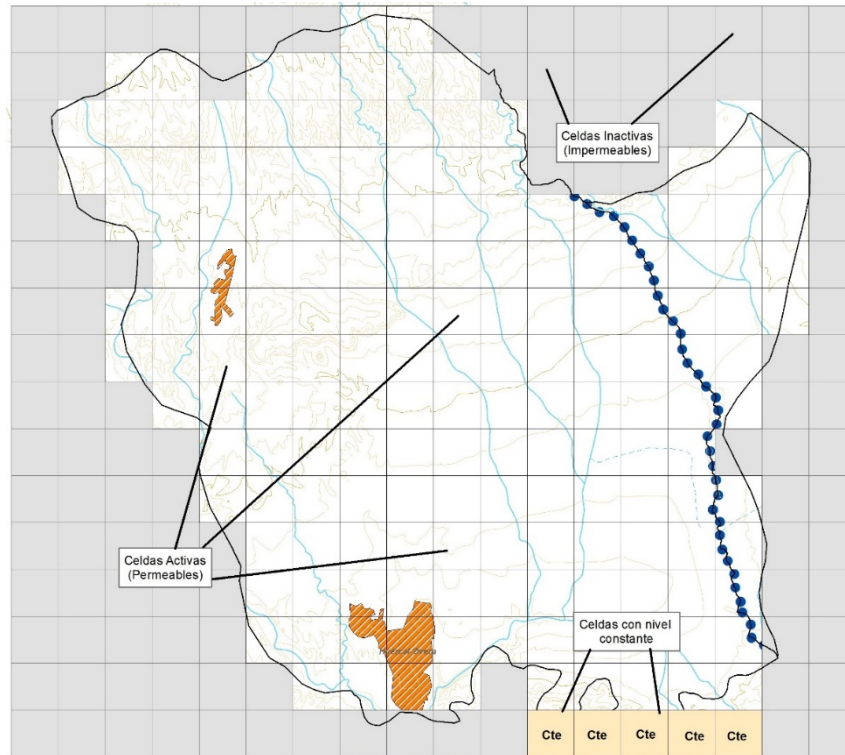 Celdas Inactivas
(Impermeables)
Celdas Activas
(Permeables)
Celdas con nivel
constante
Cte Cte Cte Cte Cte